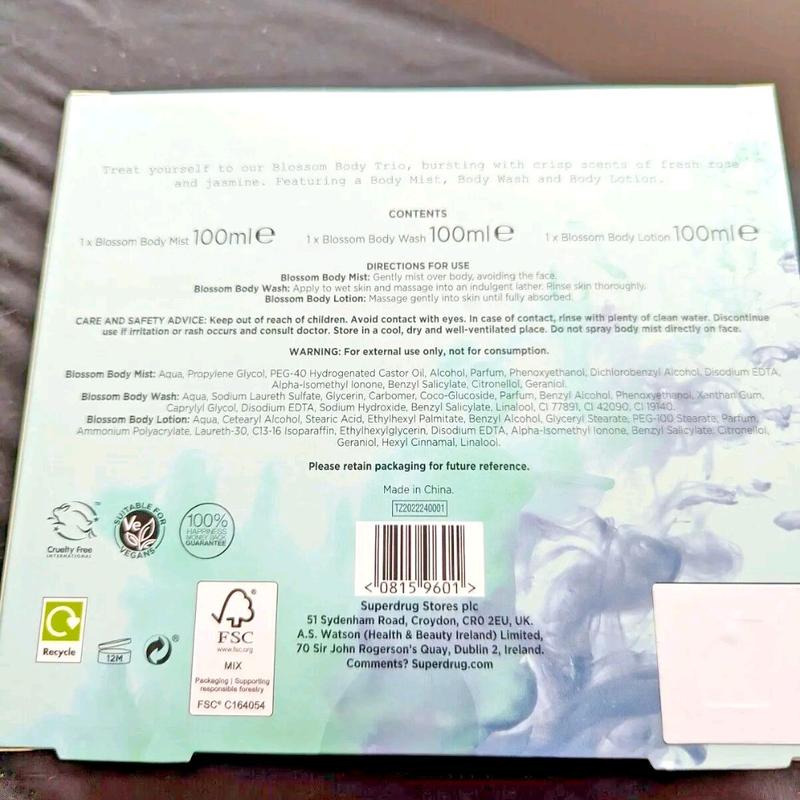 Treat yourself to our Blossom Body Trio, bursting with crisp scents of fresh rose
and jasmine. Featuring a Body Mist, Body Wash and Body Lotion.
CONTENTS
1 x Blossom Body Mist 100ml℮ 1 x Blossom Body Wash 100ml℮ 1 x Blossom Body Lotion 100ml℮
DIRECTIONS FOR USE
Blossom Body Mist: Gently mist over body, avoiding the face.
Blossom Body Wash: Apply to wet skin and massage into an indulgent lather. Rinse skin thoroughly.
Blossom Body Lotion: Massage gently into skin until fully absorbed.
CARE AND SAFETY ADVICE: Keep out of reach of children. Avoid contact with eyes. In case of contact, rinse with plenty of clean water. Discontinue
use if irritation or rash occurs and consult doctor. Store in a cool, dry and well-ventilated place. Do not spray body mist directly on face.
WARNING: For external use only, not for consumption.
Blossom Body Mist: Aqua, Propylene Glycol, PEG-40 Hydrogenated Castor Oil, Alcohol, Parfum, Phenoxyethanol, Dichlorobenzyl Alcohol, Disodium EDTA,
Alpha-Isomethyl Ionone, Benzyl Salicylate, Citronellol, Geraniol.
Blossom Body Wash: Aqua, Sodium Laureth Sulfate, Glycerin, Carbomer, Coco-Glucoside, Parfum, Benzyl Alcohol, Phenoxyethanol, Xanthan Gum,
Caprylyl Glycol, Disodium EDTA, Sodium Hydroxide, Benzyl Salicylate, Linalool, CI 77891, CI 42090, CI 19140.
Blossom Body Lotion: Aqua, Cetearyl Alcohol, Stearic Acid, Ethylhexyl Palmitate, Benzyl Alcohol, Glyceryl Stearate, PEG-100 Stearate, Parfum,
Ammonium Polyacrylate, Laureth-30, C13-16 Isoparaffin, Ethylhexylglycerin, Disodium EDTA, Alpha-Isomethyl Ionone, Benzyl Salicylate, Citronellol,
Geraniol, Hexyl Cinnamal, Linalool.
Please retain packaging for future reference.
Made in China.
TZ2022240001
Cruelty Free
INTERNATIONAL
SUITABLE FOR
Ve
VEGANS
100%
HAPPINESS
MONEY BACK
GUARANTEE
<0815 9601>
Superdrug Stores plc
51 Sydenham Road, Croydon, CR0 2EU, UK.
A.S. Watson (Health & Beauty Ireland) Limited,
70 Sir John Rogerson's Quay, Dublin 2, Ireland.
Comments? Superdrug.com
Recycle
12M
®
FSC
www.fsc.org
MIX
Packaging | Supporting
responsible forestry
FSC® C164054